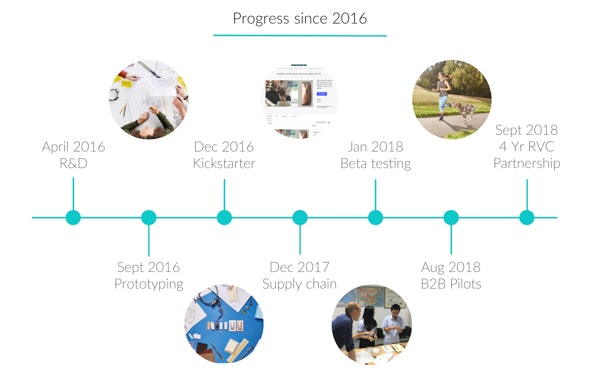 Progress since 2016
April 2016
R&D
Dec 2016
Kickstarter
Jan 2018
Beta testing
Sept 2018
4 Yr RVC
Partnership
Sept 2016
Prototyping
Dec 2017
Supply chain
Aug 2018
B2B Pilots